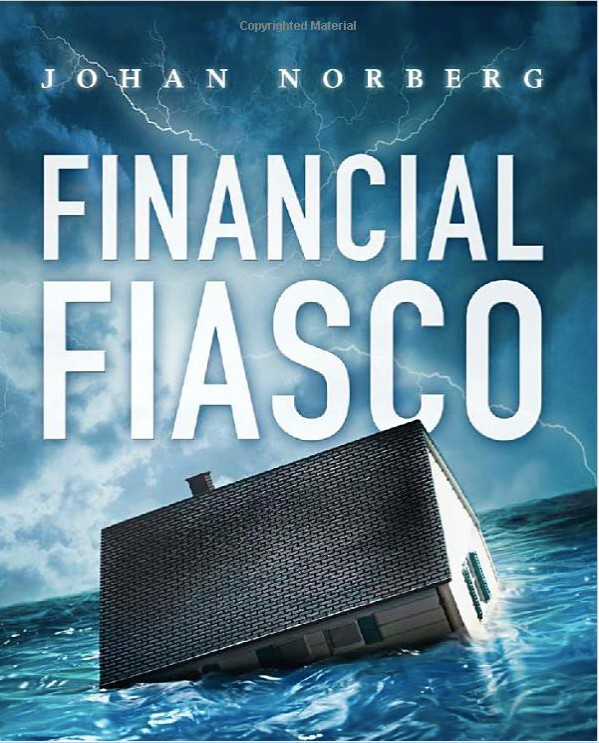 Copyrighted Material
JOHAN NORBERG
FINANCIAL
FIASCO